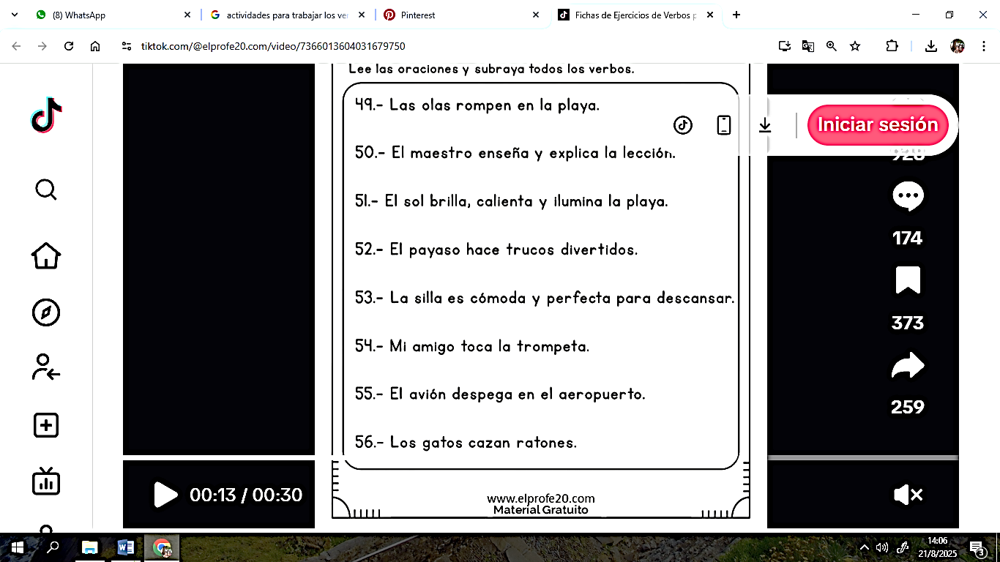 (8) WhatsApp
actividades para trabajar los ver
Pinterest
Fichas de Ejercicios de Verbos p
tiktok.com/@elprofe20.com/video/7366013604031679750
Lee las oraciones y subraya todos los verbos.
49.- Las olas rompen en la playa.
Iniciar sesión
50.- El maestro enseña y explica la lección.
51.- El sol brilla, calienta y ilumina la playa.
174
52.- El payaso hace trucos divertidos.
53.- La silla es cómoda y perfecta para descansar.
373
54.- Mi amigo toca la trompeta.
55.- El avión despega en el aeropuerto.
259
56.- Los gatos cazan ratones.
00:13 / 00:30
www.elprofe20.com
Material Gratuito
14:06
21/8/2025
3